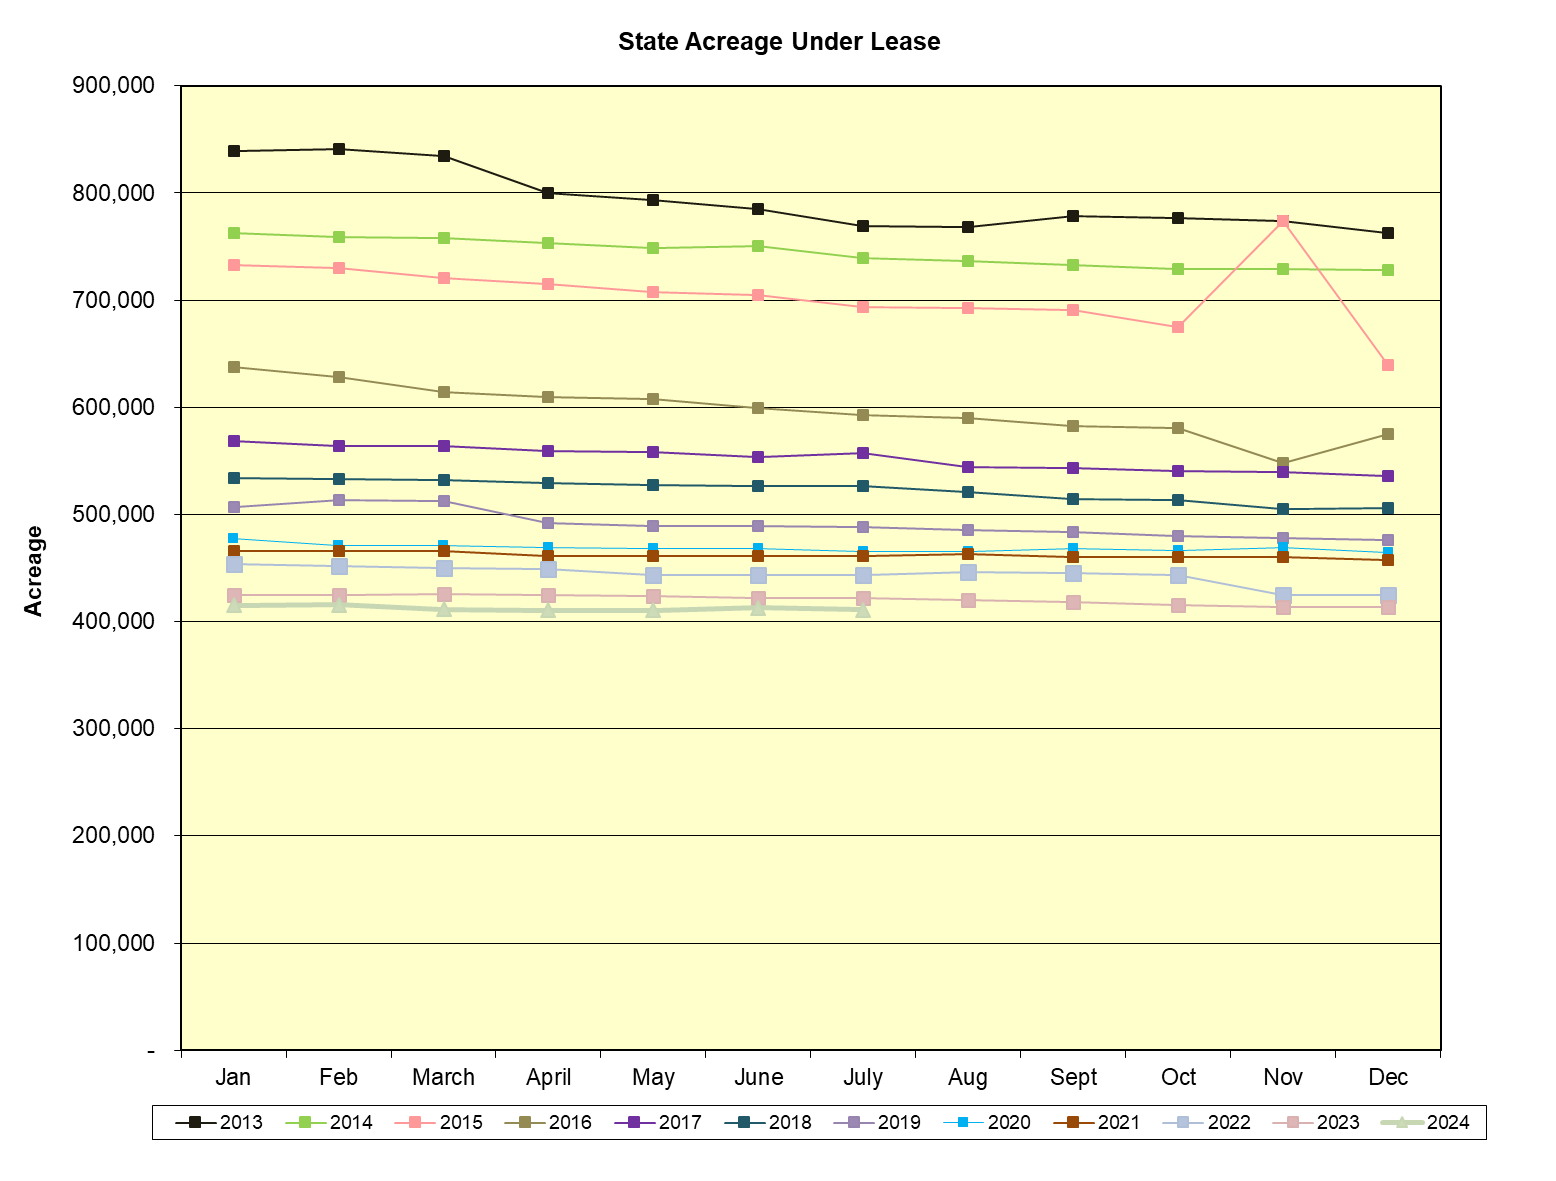 State Acreage Under Lease
900,000
800,000
700,000
600,000
500,000
400,000
300,000
200,000
100,000
-
Acreage
Jan Feb March April May June July Aug Sept Oct Nov Dec
2013 2014 2015 2016 2017 2018 2019 2020 2021 2022 2023 2024